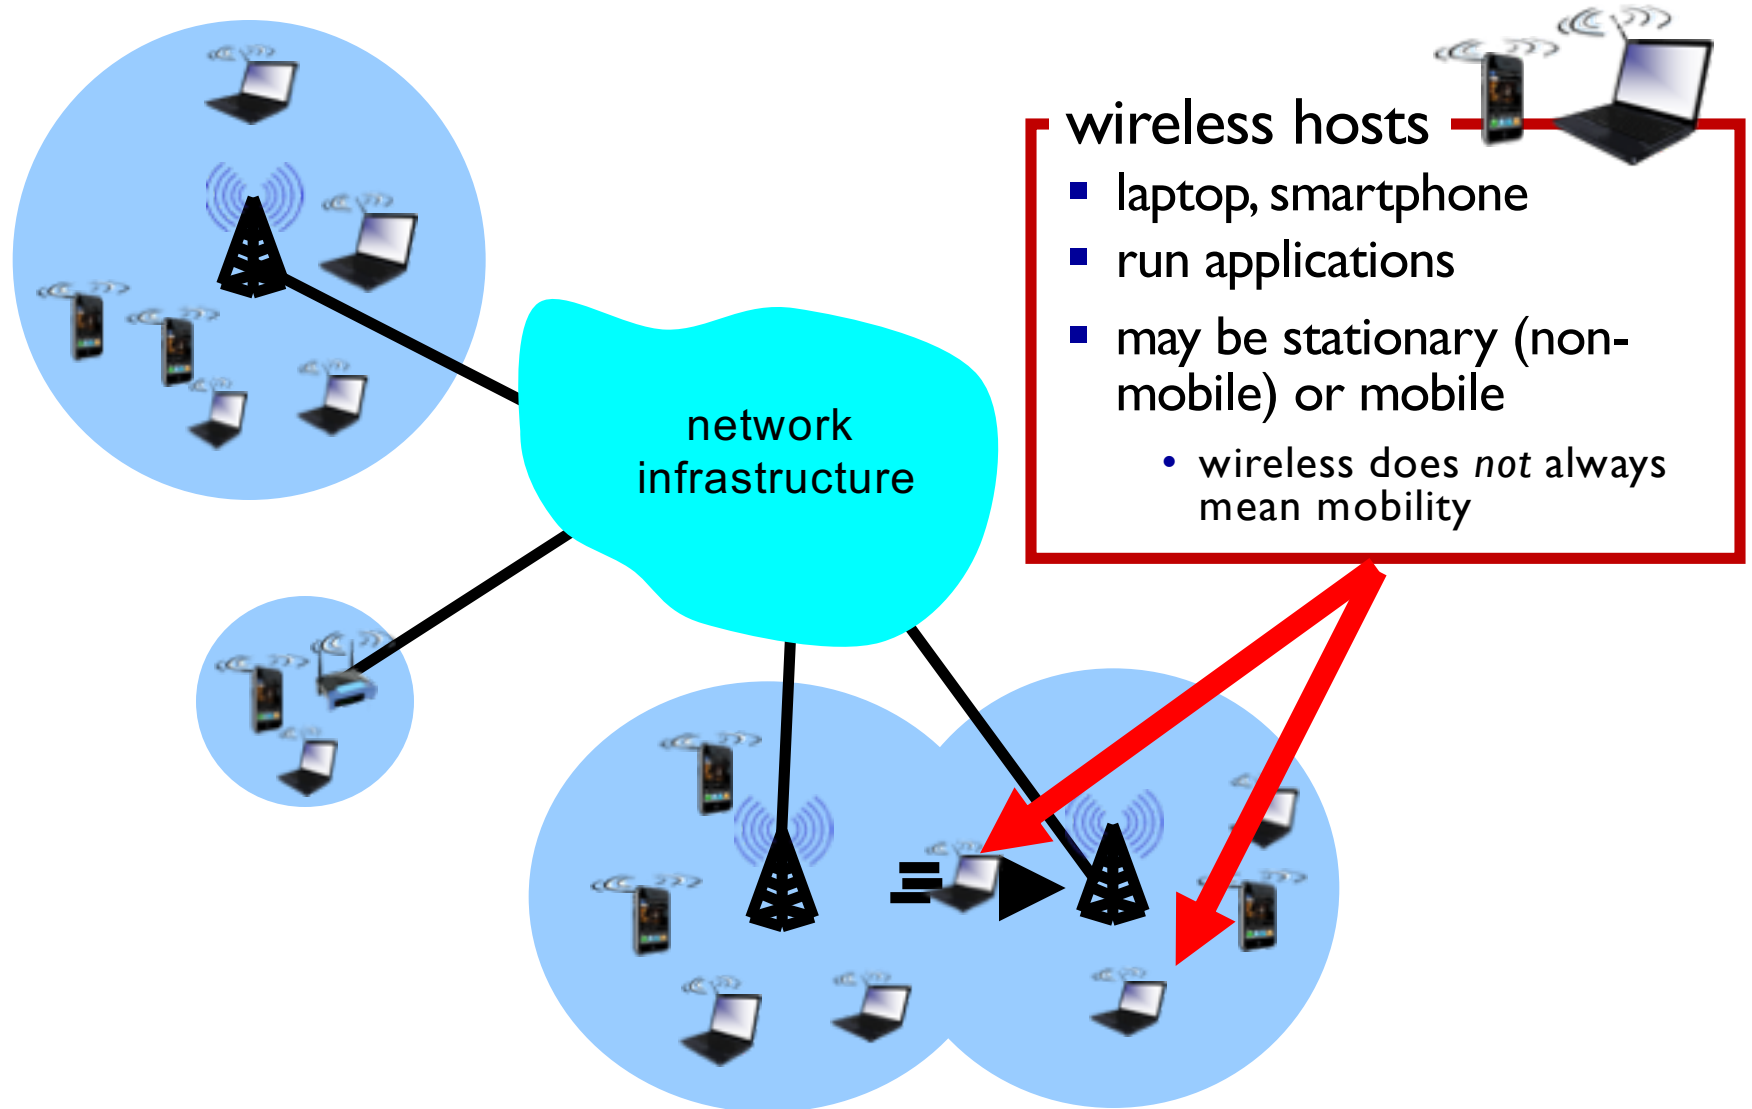 wireless hosts
laptop, smartphone
run applications
may be stationary (non-
mobile) or mobile
wireless does not always
mean mobility
network
infrastructure